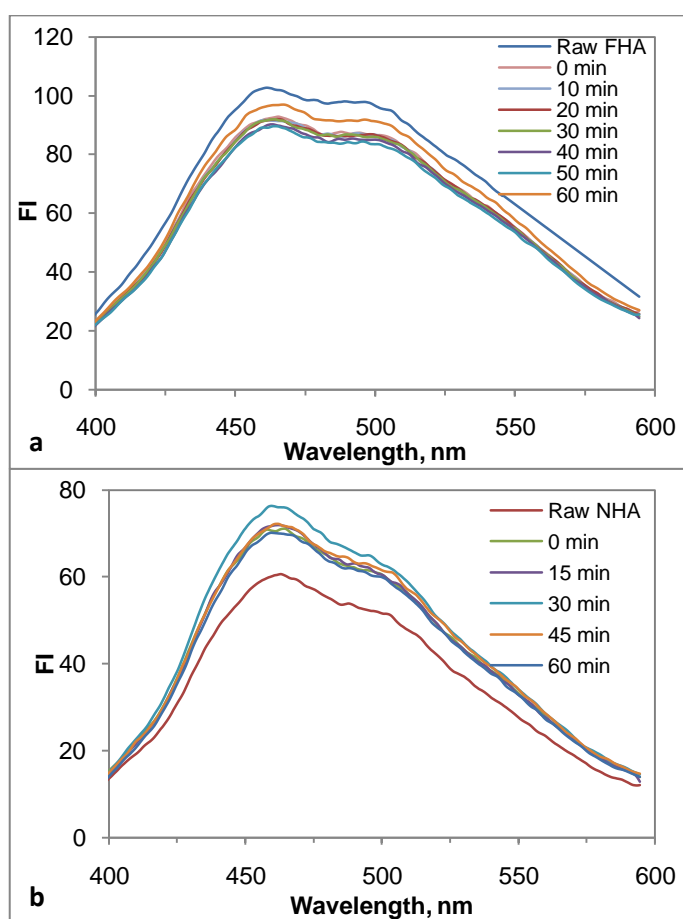 120
100
80
60
40
20
0
FI
400 450 500 550 600
Wavelength, nm
Raw FHA
0 min
10 min
20 min
30 min
40 min
50 min
60 min
a
80
60
40
20
0
FI
400 450 500 550 600
Wavelength, nm
Raw NHA
0 min
15 min
30 min
45 min
60 min
b